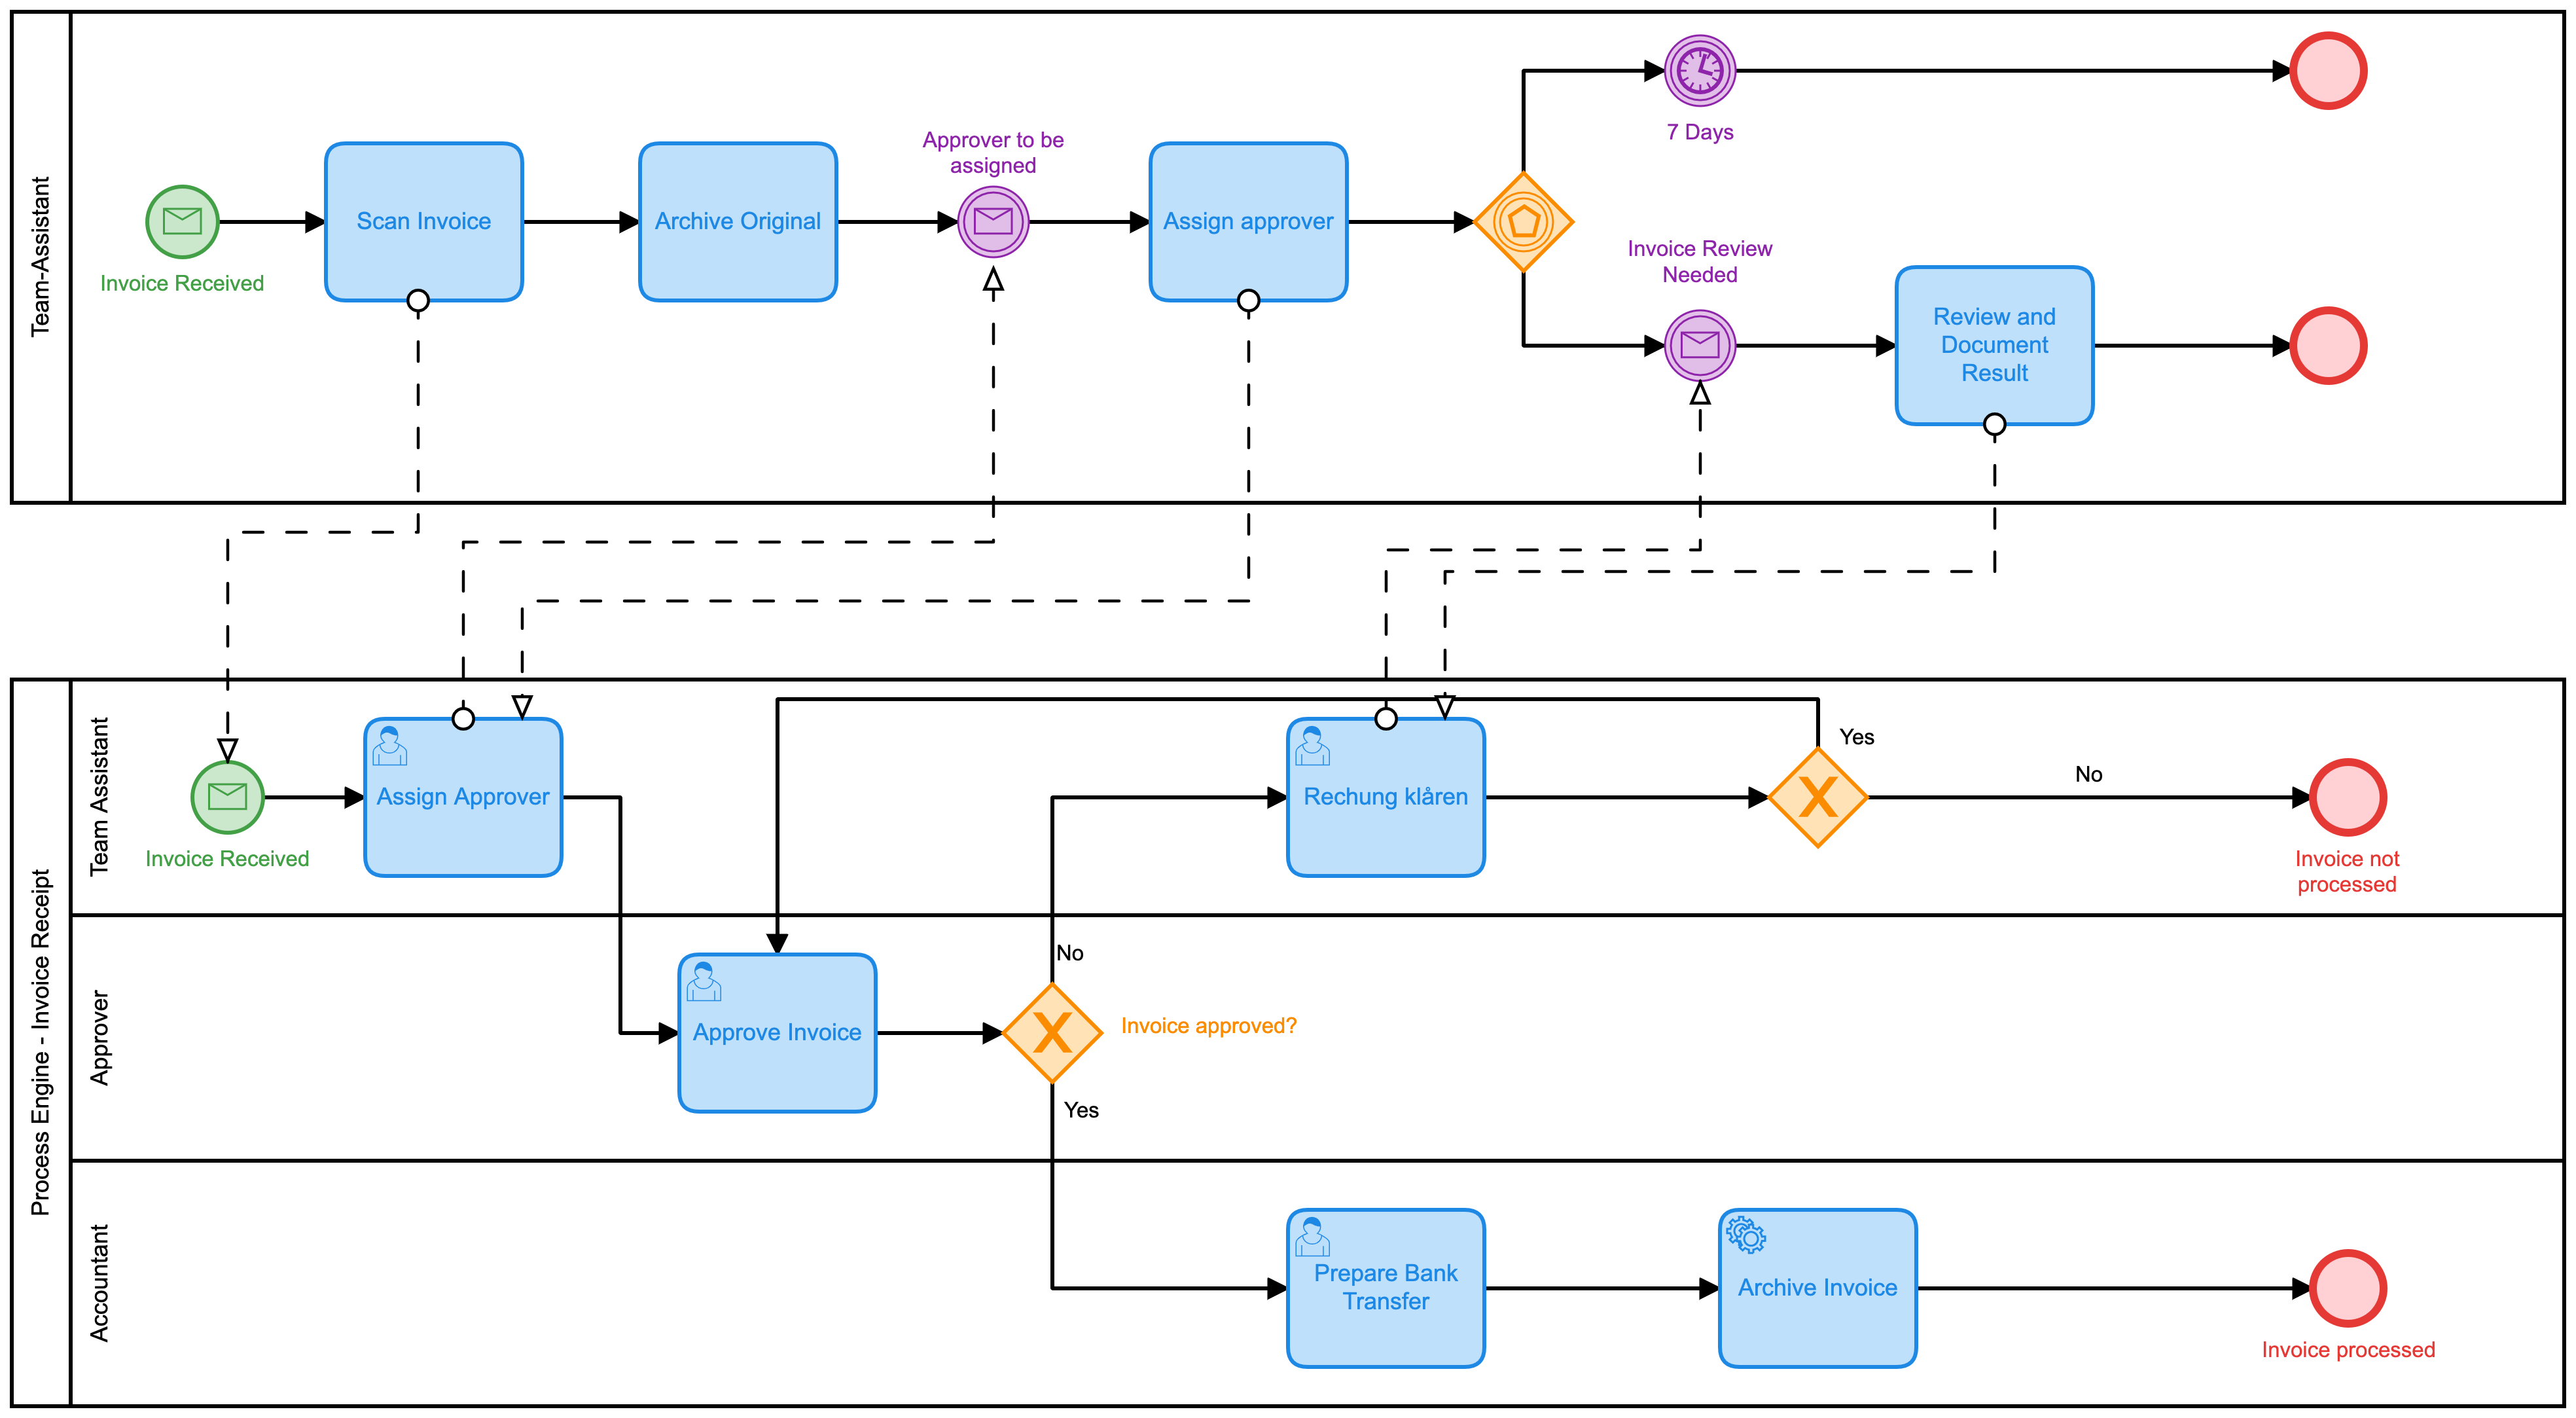 Team-Assistant
Invoice Received
Scan Invoice
Archive Original
Approver to be
assigned
Assign approver
7 Days
Invoice Review
Needed
Review and
Document
Result
Process Engine - Invoice Receipt
Team Assistant
Invoice Received
Assign Approver
Rechung klåren
Yes
No
Invoice not
processed
Approver
Approve Invoice
No
Invoice approved?
Yes
Accountant
Prepare Bank
Transfer
Archive Invoice
Invoice processed